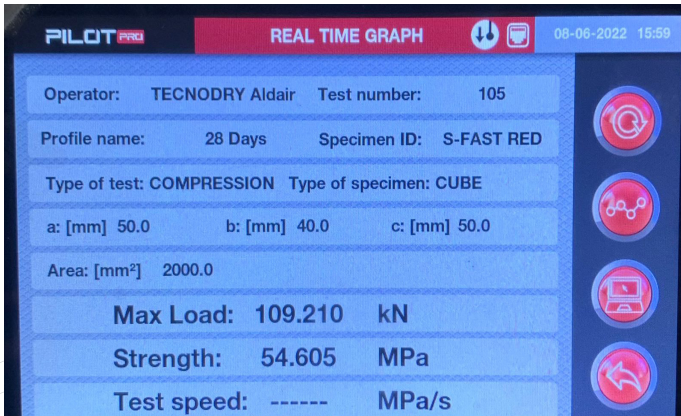 PILOT PRO REAL TIME GRAPH 08-06-2022 15:59
Operator: TECNODRY Aldair Test number: 105
Profile name: 28 Days Specimen ID: S-FAST RED
Type of test: COMPRESSION Type of specimen: CUBE
a: [mm] 50.0 b: [mm] 40.0 c: [mm] 50.0
Area: [mm²] 2000.0
Max Load: 109.210 kN
Strength: 54.605 MPa
Test speed: ------ MPa/s